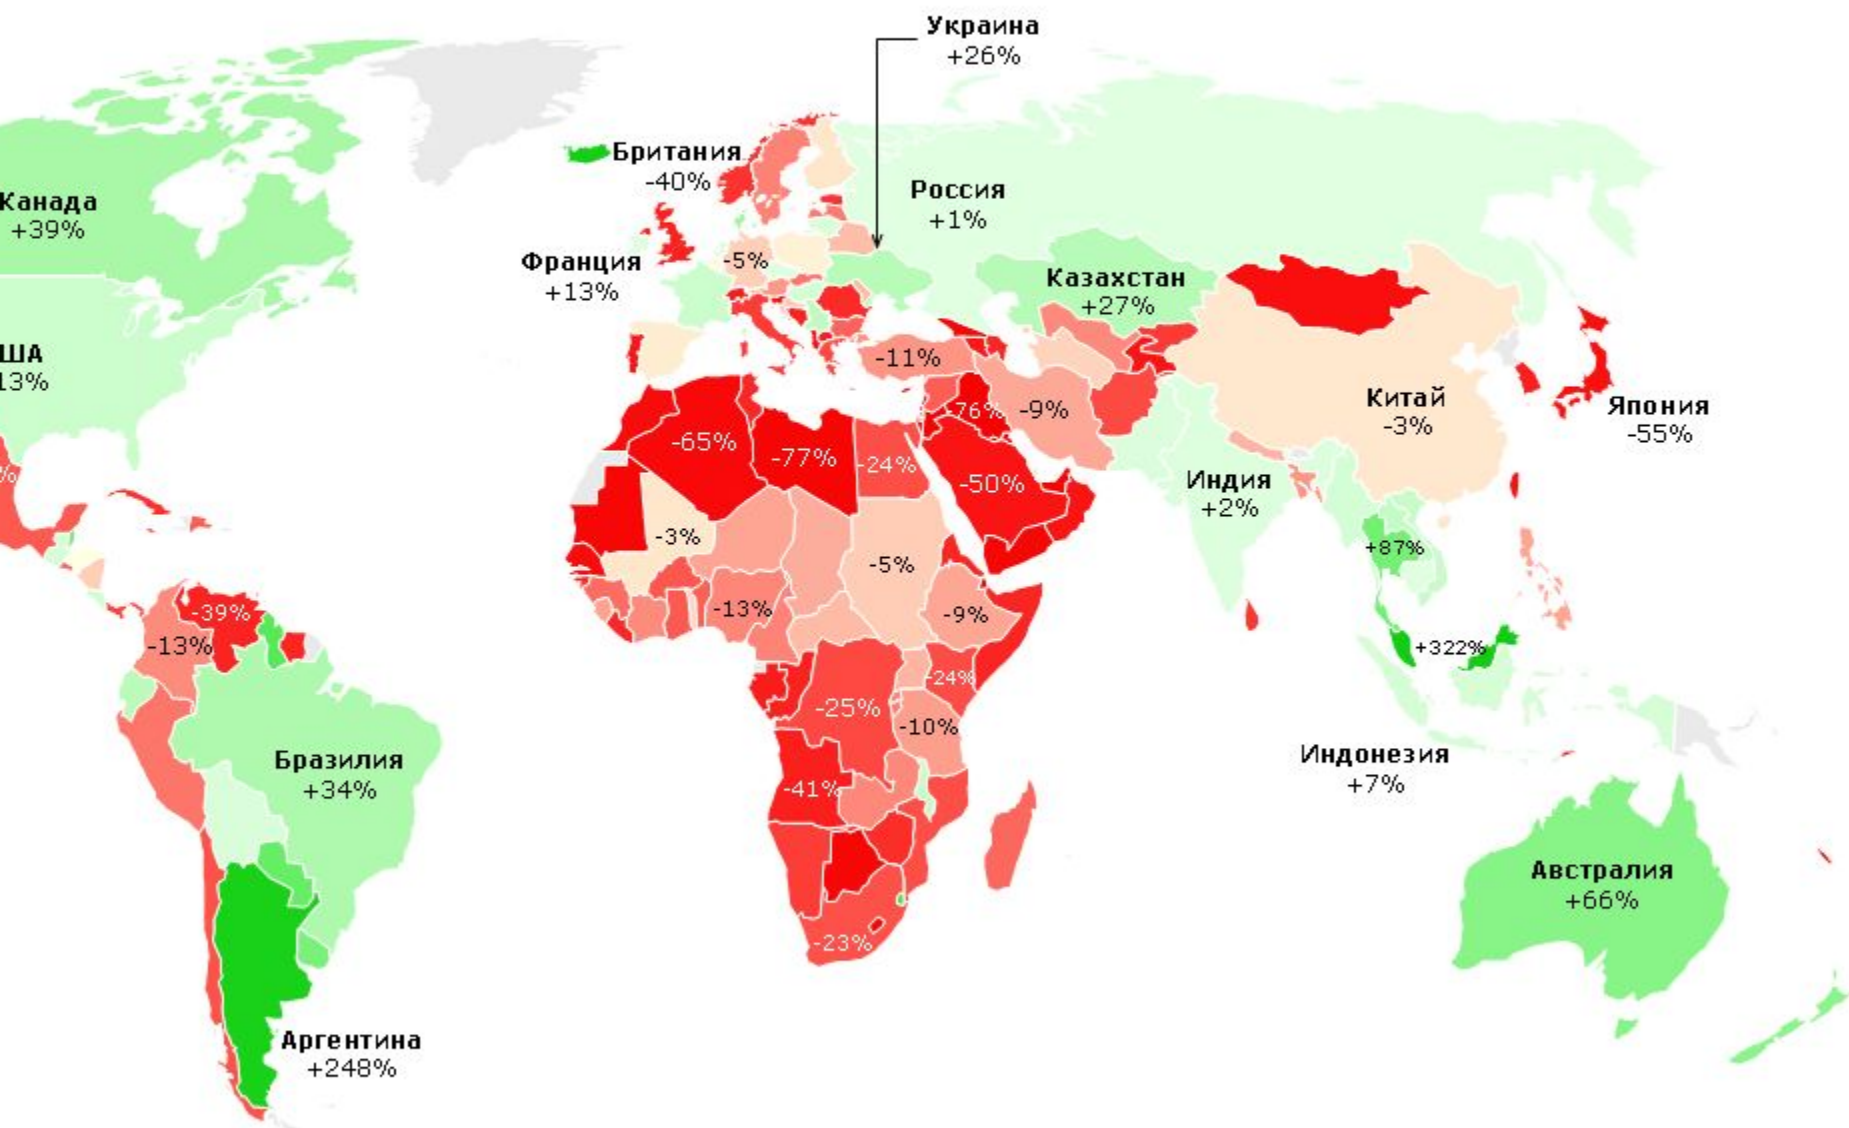 Украина
+26%
Британия
-40%
Канада
+39%
Россия
+1%
Франция
+13%
-5%
Казахстан
+27%
США
13%
-11%
-76%
-9%
Китай
-3%
Япония
-55%
-65%
-77%
-24%
-50%
Индия
+2%
%
-3%
-5%
+87%
-39%
-13%
-13%
-9%
+322%
-24%
-25%
-10%
Бразилия
+34%
Индонезия
+7%
-41%
Австралия
+66%
-23%
Аргентина
+248%